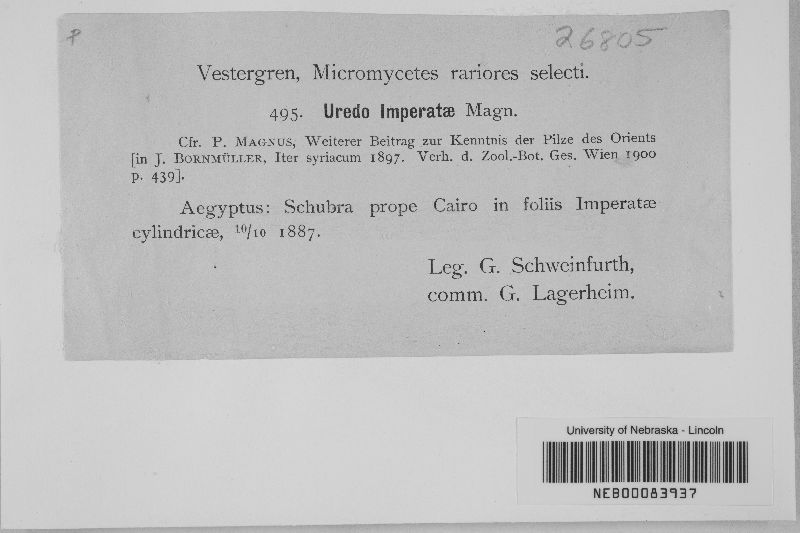 P
26805
Vestergren, Micromycetes rariores selecti.
495. Uredo Imperatæ Magn.
Cfr. P. MAGNUS, Weiterer Beitrag zur Kenntnis der Pilze des Orients
[in J. BORNMÜLLER, Iter syriacum 1897. Verh. d. Zool.-Bot. Ges. Wien 1900
p. 439].
Aegyptus: Schubra prope Cairo in foliis Imperatæ
cylindricæ, 10/10 1887.
Leg. G. Schweinfurth,
comm. G. Lagerheim.
University of Nebraska - Lincoln
NEB00083937